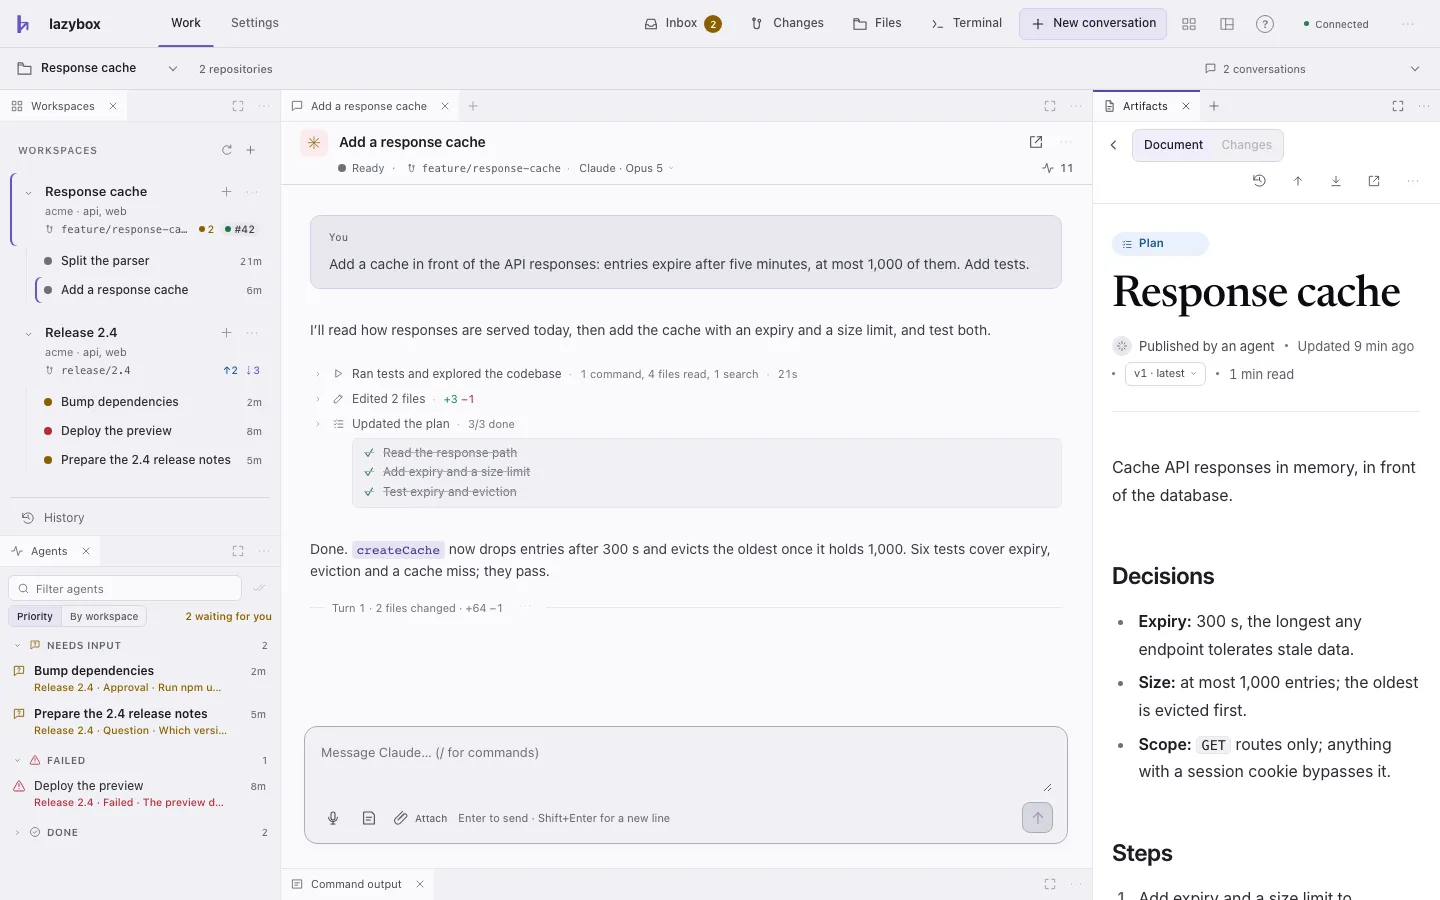 lazybox
Work
Settings
Inbox 2
Changes
Files
Terminal
New conversation
Connected
Response cache
2 repositories
2 conversations
Workspaces
WORKSPACES
Response cache
acme · api, web
feature/response-ca… 2 #42
Split the parser 21m
Add a response cache 6m
Release 2.4
acme · api, web
release/2.4 ↑2 ↓3
Bump dependencies 2m
Deploy the preview 8m
Prepare the 2.4 release notes 5m
History
Agents
Filter agents
Priority By workspace 2 waiting for you
NEEDS INPUT 2
Bump dependencies 2m
Release 2.4 · Approval · Run npm u…
Prepare the 2.4 release notes 5m
Release 2.4 · Question · Which versi…
FAILED 1
Deploy the preview 8m
Release 2.4 · Failed · The preview d…
DONE 2
Add a response cache
Add a response cache
Ready · feature/response-cache · Claude · Opus 5
11
You
Add a cache in front of the API responses: entries expire after five minutes, at most 1,000 of them. Add tests.
I’ll read how responses are served today, then add the cache with an expiry and a size limit, and test both.
Ran tests and explored the codebase · 1 command, 4 files read, 1 search · 21s
Edited 2 files · +3 −1
Updated the plan · 3/3 done
Read the response path
Add expiry and a size limit
Test expiry and eviction
Done. createCache now drops entries after 300 s and evicts the oldest once it holds 1,000. Six tests cover expiry,
eviction and a cache miss; they pass.
Turn 1 · 2 files changed · +64 −1
Message Claude… (/ for commands)
Attach Enter to send · Shift+Enter for a new line
Command output
Artifacts
Document Changes
Plan
Response cache
Published by an agent • Updated 9 min ago
• v1 · latest • 1 min read
Cache API responses in memory, in front
of the database.
Decisions
• Expiry: 300 s, the longest any
endpoint tolerates stale data.
• Size: at most 1,000 entries; the oldest
is evicted first.
• Scope: GET routes only; anything
with a session cookie bypasses it.
Steps
1. Add expiry and a size limit to